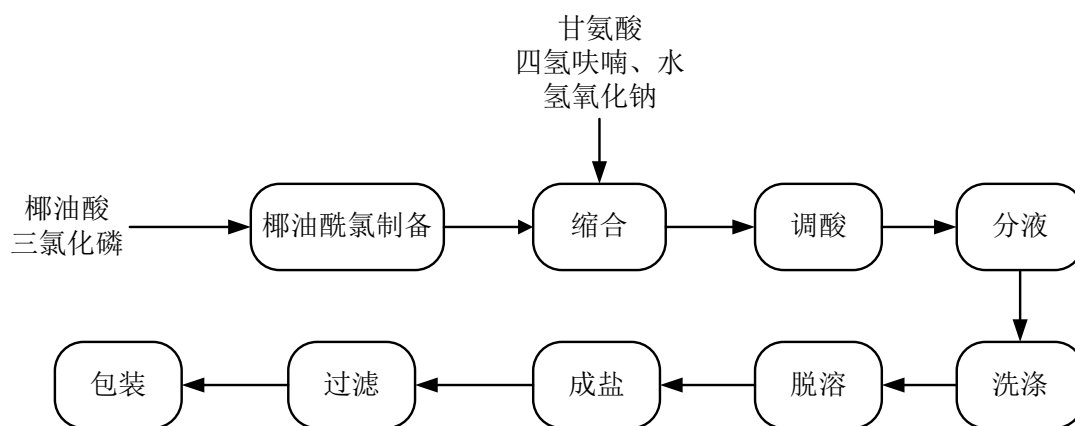 甘氨酸
四氢呋喃、水
氢氧化钠
椰油酸
三氯化磷
椰油酰氯制备
缩合
调酸
分液
包装
过滤
成盐
脱溶
洗涤